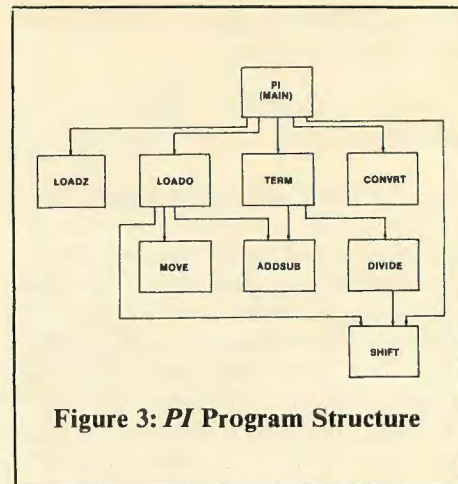 PI
(MAIN)
LOADZ
LOADO
TERM
CONVRT
MOVE
ADDSUB
DIVIDE
SHIFT
Figure 3: PI Program Structure